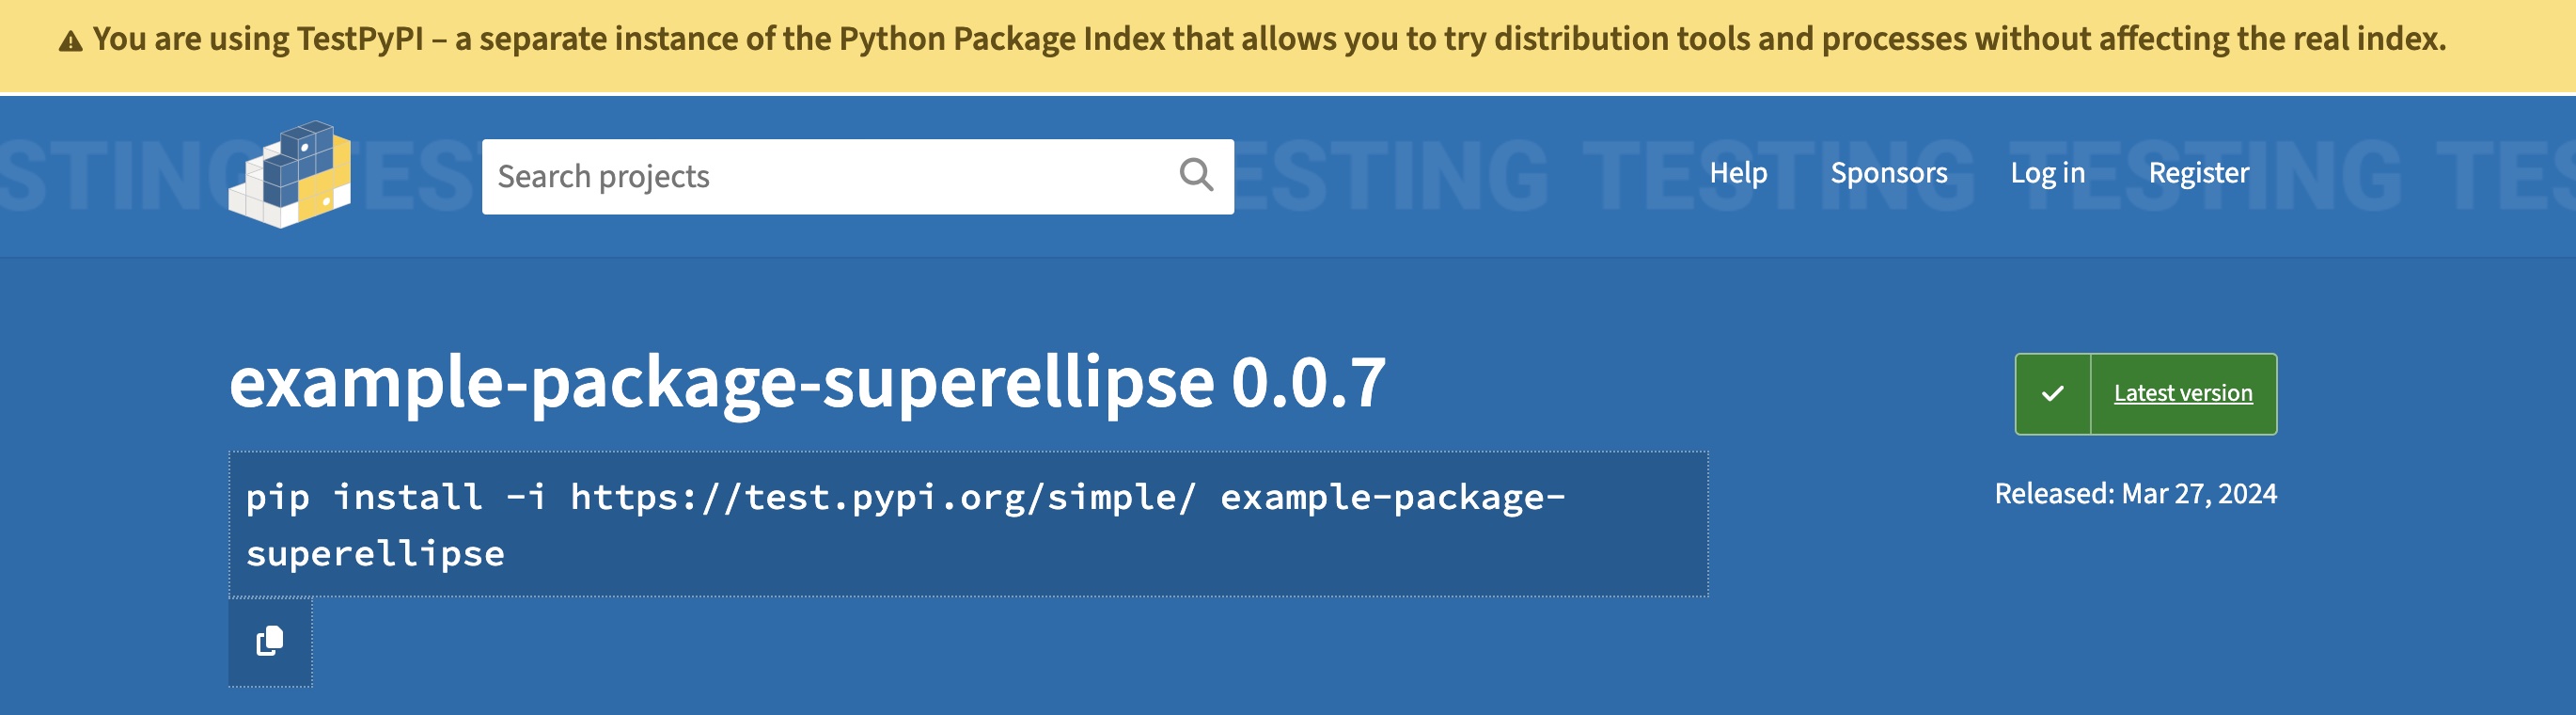 You are using TestPyPI – a separate instance of the Python Package Index that allows you to try distribution tools and processes without affecting the real index.
STING TES ESTING TESTING TESTING TES
Search projects
Help Sponsors Log in Register
example-package-superellipse 0.0.7
Latest version
pip install -i https://test.pypi.org/simple/ example-package-
superellipse
Released: Mar 27, 2024